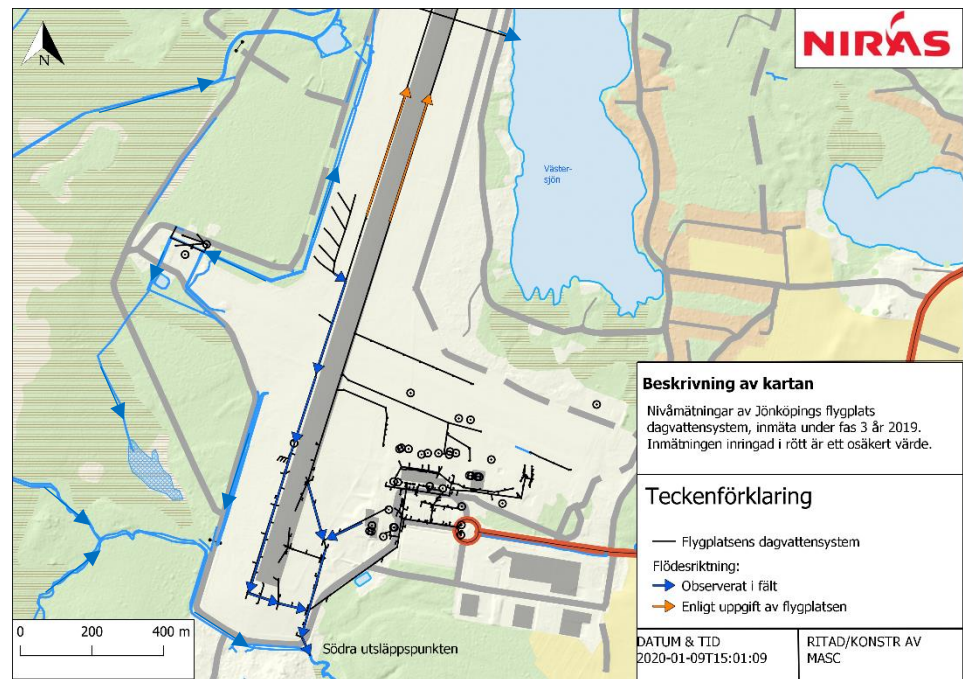 N
NIRAS
Väster-
sjön
Beskrivning av kartan
Nivåmätningar av Jönköpings flygplats
dagvattensystem, inmäta under fas 3 år 2019.
Inmätningen inringad i rött är ett osäkert värde.
Teckenförklaring
Flygplatsens dagvattensystem
Flödesriktning:
Observerat i fält
Enligt uppgift av flygplatsen
0 200 400 m
Södra utsläppspunkten
DATUM & TID
2020-01-09T15:01:09
RITAD/KONSTR AV
MASC